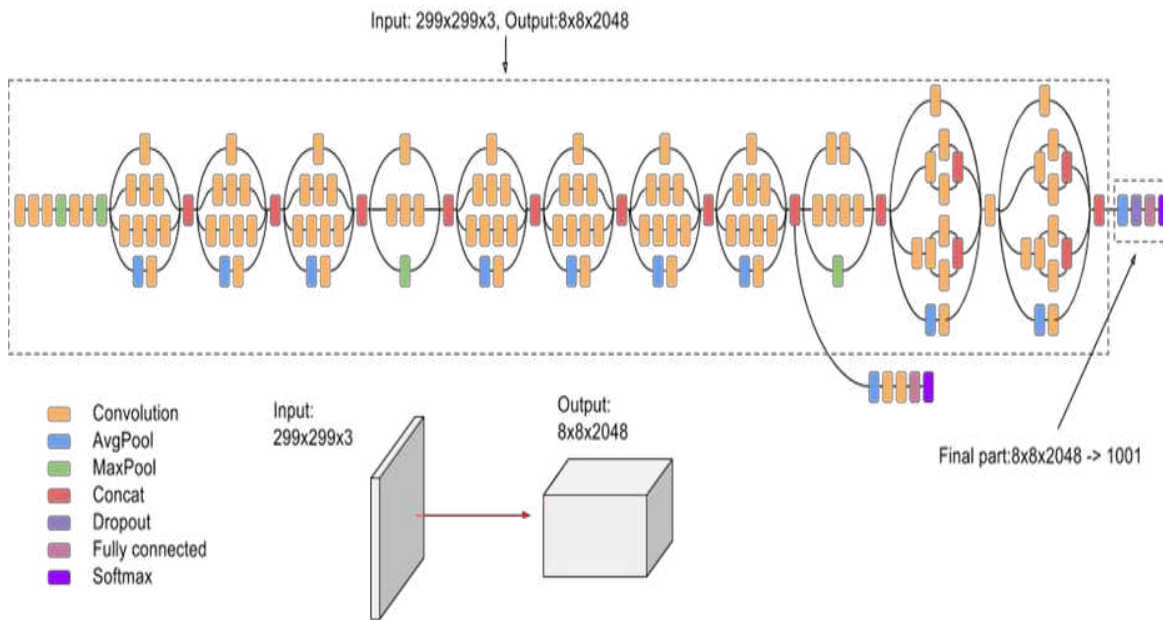 Input: 299x299x3, Output:8x8x2048
Convolution
AvgPool
MaxPool
Concat
Dropout
Fully connected
Softmax
Input:
299x299x3
Output:
8x8x2048
Final part:8x8x2048 -> 1001